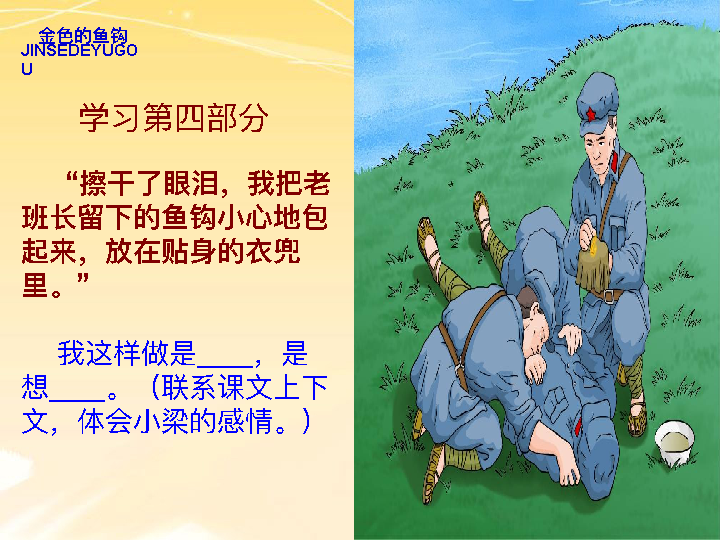 金色的鱼钩
JINSEDEYUGO
U
学习第四部分
“擦干了眼泪，我把老
班长留下的鱼钩小心地包
起来，放在贴身的衣兜
里。”
我这样做是____，是
想____。（联系课文上下
文，体会小梁的感情。）